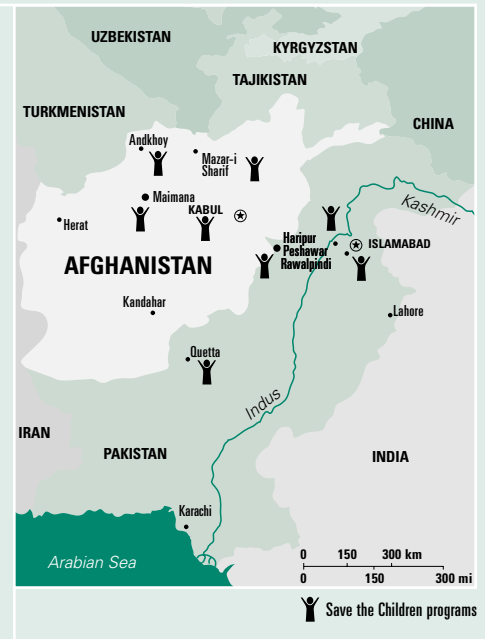 UZBEKISTAN
KYRGYZSTAN
TAJIKISTAN
TURKMENISTAN
CHINA
Andkhoy
Mazar-i
Sharif
Maimana
KABUL
Herat
Kashmir
Haripur
Peshawar
Rawalpindi
ISLAMABAD
AFGHANISTAN
Kandahar
Lahore
Quetta
Indus
IRAN
PAKISTAN
INDIA
Karachi
Arabian Sea
0 150 300 km
0 150 300 mi
Save the Children programs